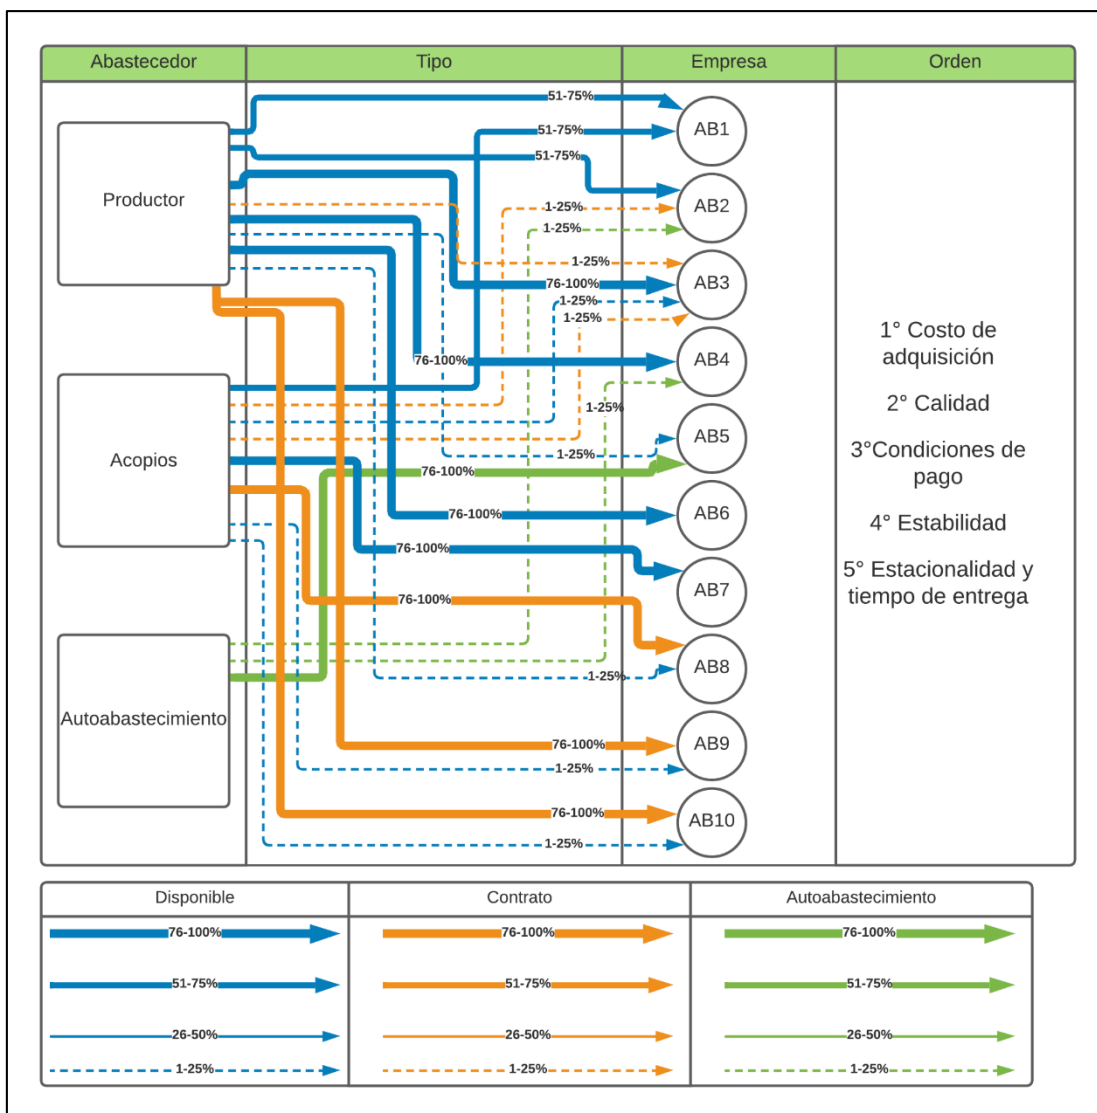 Abastecedor
Tipo
Empresa
Orden
Productor
Acopios
Autoabastecimiento
51-75%
51-75%
51-75%
1-25%
1-25%
1-25%
76-100%
1-25%
1-25%
76-100%
1-25%
1-25%
76-100%
76-100%
76-100%
76-100%
1-25%
76-100%
1-25%
76-100%
1-25%
AB1
AB2
AB3
AB4
AB5
AB6
AB7
AB8
AB9
AB10
1° Costo de
adquisición
2° Calidad
3°Condiciones de
pago
4° Estabilidad
5° Estacionalidad y
tiempo de entrega
Disponible
Contrato
Autoabastecimiento
76-100%
76-100%
76-100%
51-75%
51-75%
51-75%
26-50%
26-50%
26-50%
1-25%
1-25%
1-25%